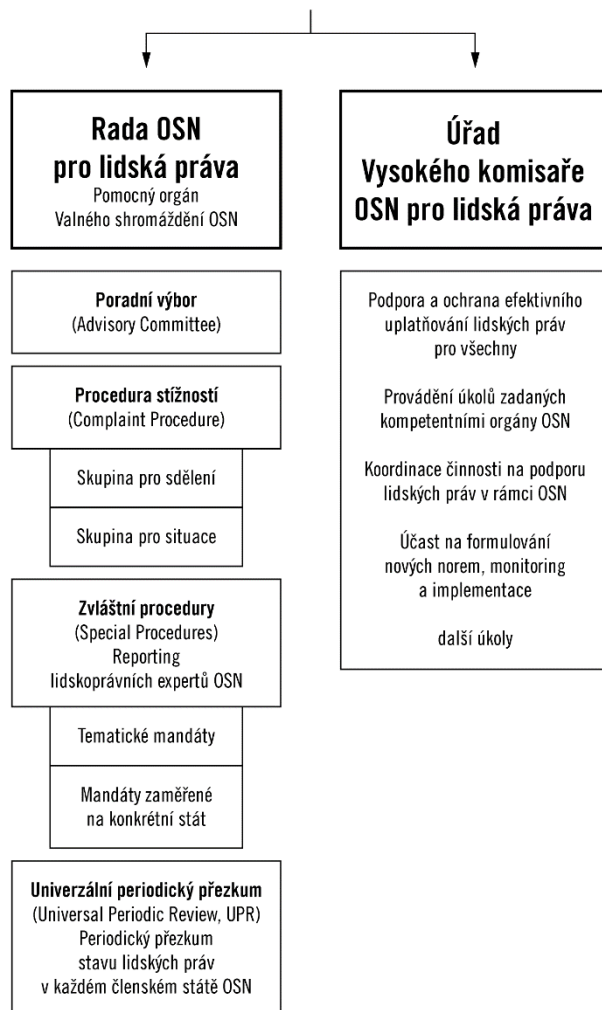 Rada OSN
pro lidská práva
Pomocný orgán
Valného shromáždění OSN
Poradní výbor
(Advisory Committee)
Procedura stížností
(Complaint Procedure)
Skupina pro sdělení
Skupina pro situace
Zvláštní procedury
(Special Procedures)
Reporting
lidskoprávních expertů OSN
Tematické mandáty
Mandáty zaměřené
na konkrétní stát
Univerzální periodický přezkum
(Universal Periodic Review, UPR)
Periodický přezkum
stavu lidských práv
v každém členském státě OSN
Úřad
Vysokého komisaře
OSN pro lidská práva
Podpora a ochrana efektivního
uplatňování lidských práv
pro všechny
Provádění úkolů zadaných
kompetentními orgány OSN
Koordinace činnosti na podporu
lidských práv v rámci OSN
Účast na formulování
nových norem, monitoring
a implementace
další úkoly